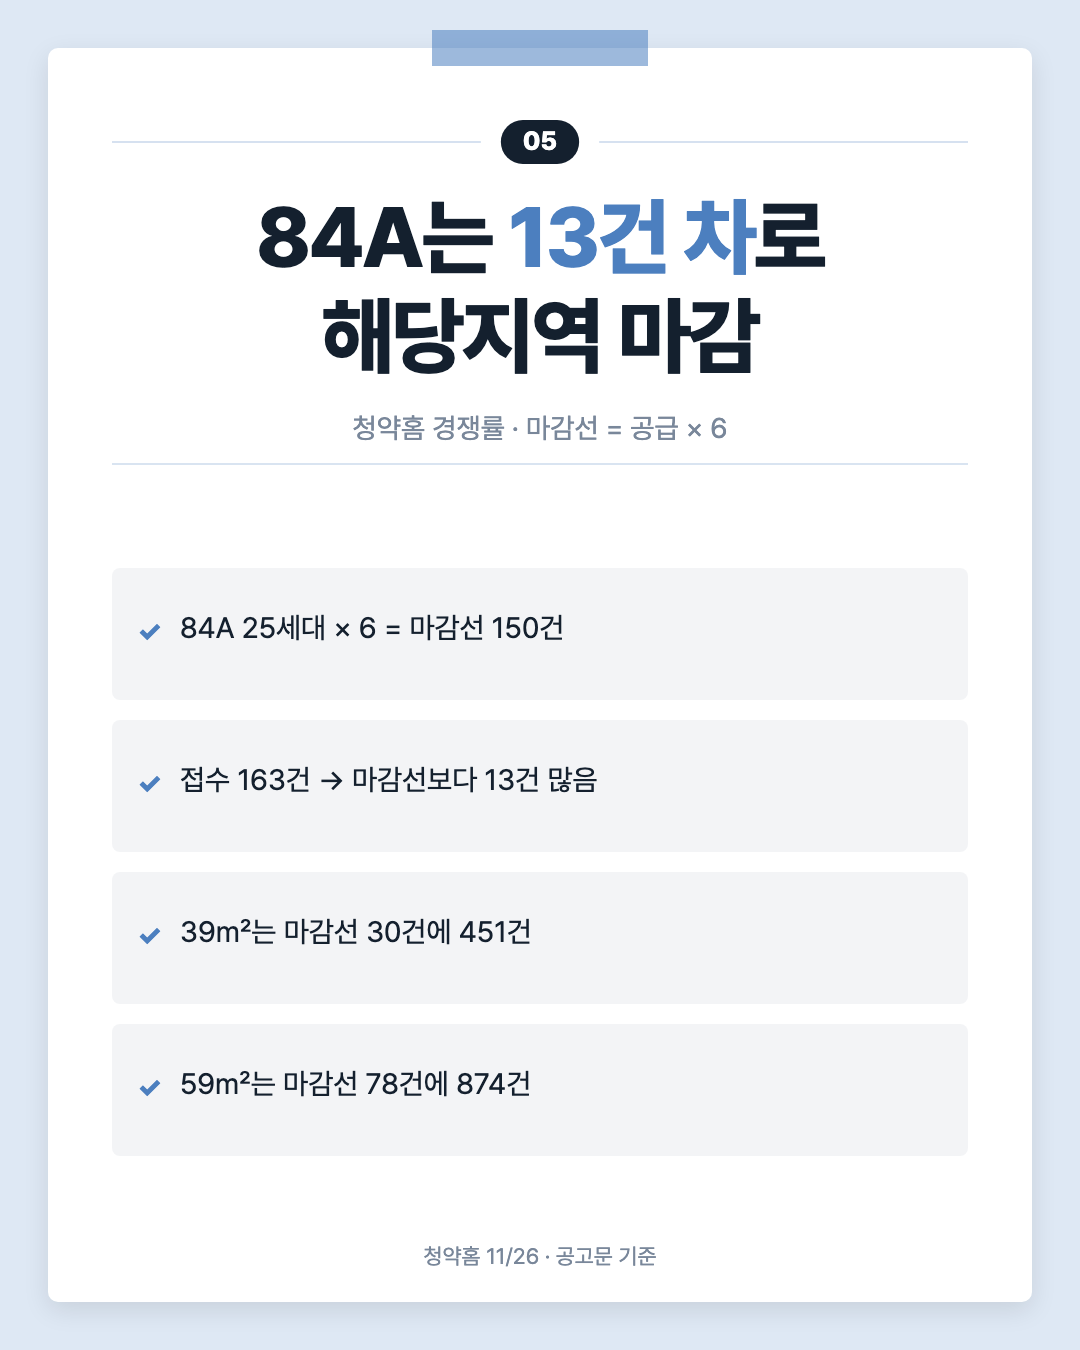 05
84A는 13건 차로
해당지역 마감
청약홈 경쟁률 · 마감선 = 공급 × 6
84A 25세대 × 6 = 마감선 150건
접수 163건 → 마감선보다 13건 많음
39m²는 마감선 30건에 451건
59m²는 마감선 78건에 874건
청약홈 11/26 · 공고문 기준